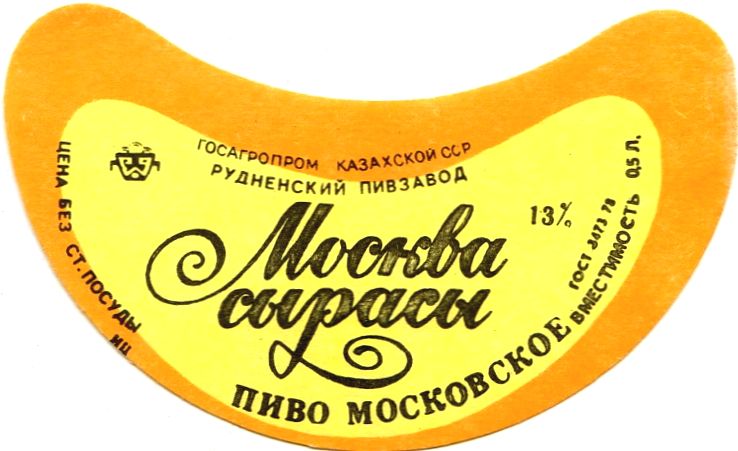 ГОСАГРОПРОМ КАЗАХСКОЙ ССР
РУДНЕНСКИЙ ПИВЗАВОД
Москва
сырасы
13%
ПИВО МОСКОВСКОЕ
ЦЕНА БЕЗ СТ. ПОСУДЫ
ИЦ
ГОСТ 3473 78
ВМЕСТИМОСТЬ 0,5 Л.